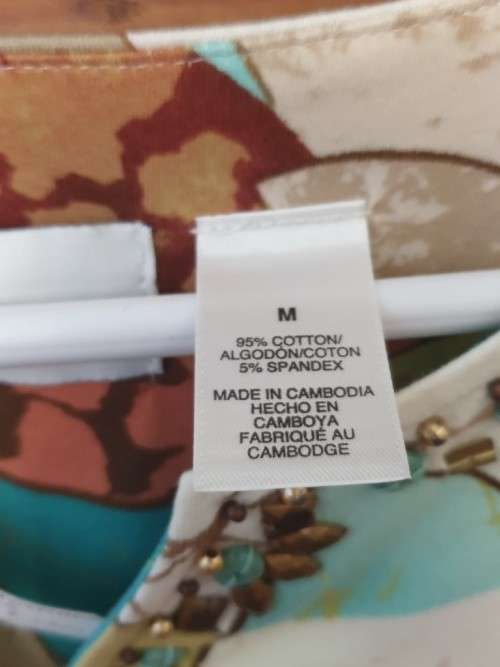 M
95% COTTON/
ALGODÓN/COTON
5% SPANDEX
MADE IN CAMBODIA
HECHO EN
CAMBOYA
FABRIQUÉ AU
CAMBODGE